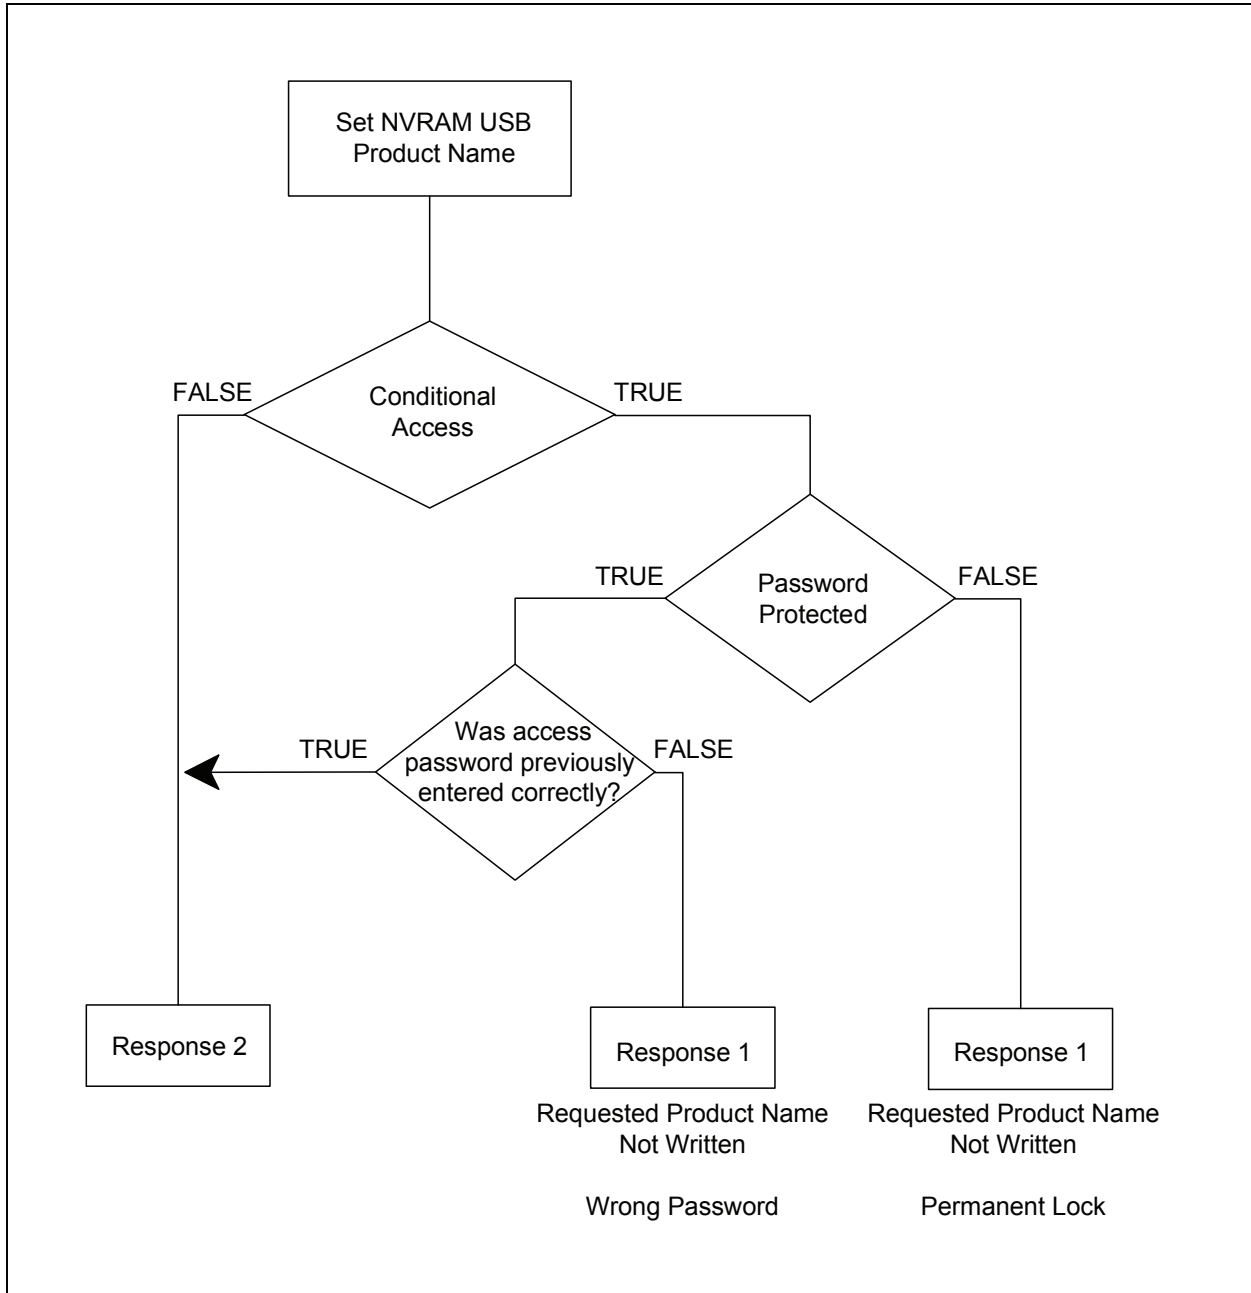 Set NVRAM USB
Product Name
FALSE
Conditional
Access
TRUE
TRUE
Password
Protected
FALSE
TRUE
Was access
password previously
entered correctly?
FALSE
Response 2
Response 1
Requested Product Name
Not Written
Wrong Password
Response 1
Requested Product Name
Not Written
Permanent Lock